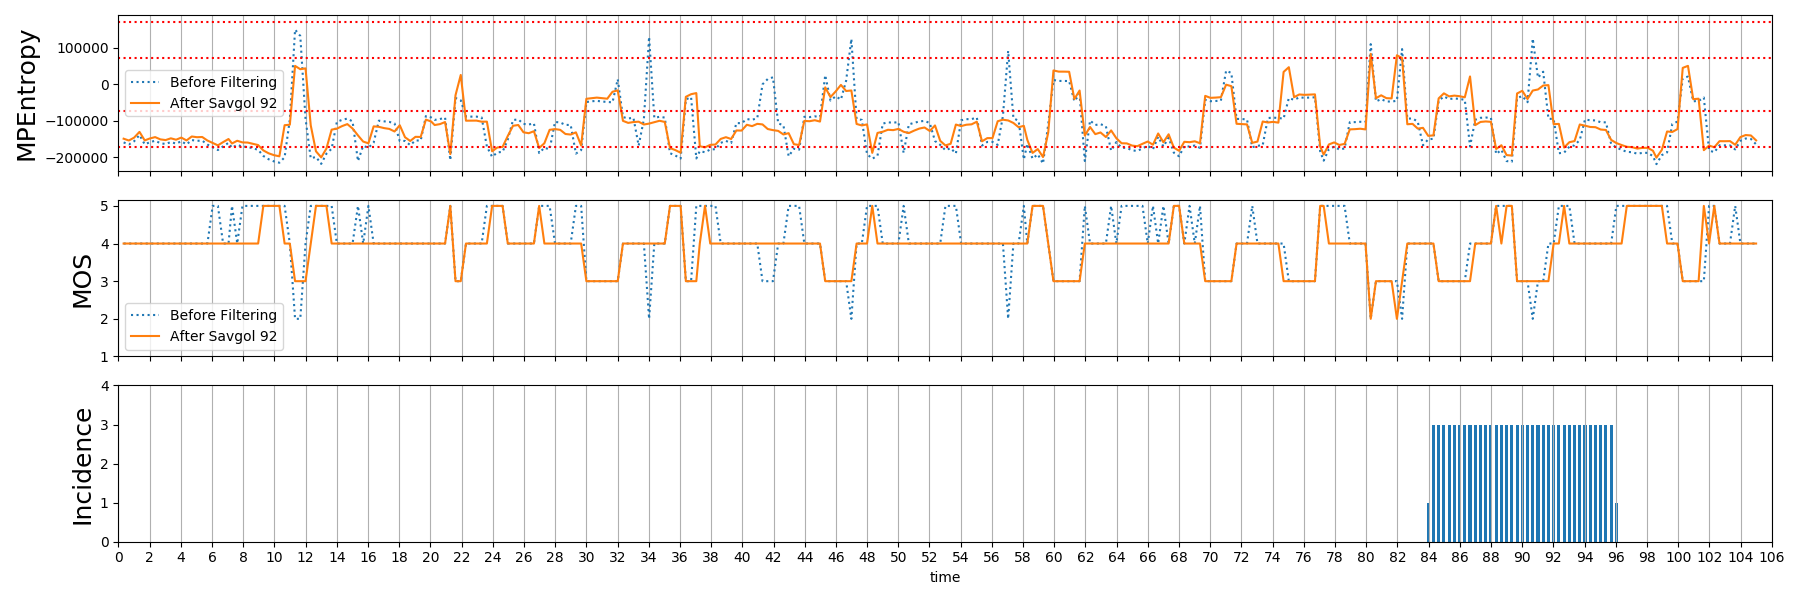 MPEntropy
100000
0
−100000
−200000
Before Filtering
After Savgol 92
MOS
5
4
3
2
1
Before Filtering
After Savgol 92
Incidence
4
3
2
1
0
0 2 4 6 8 10 12 14 16 18 20 22 24 26 28 30 32 34 36 38 40 42 44 46 48 50 52 54 56 58 60 62 64 66 68 70 72 74 76 78 80 82 84 86 88 90 92 94 96 98 100 102 104 106
time